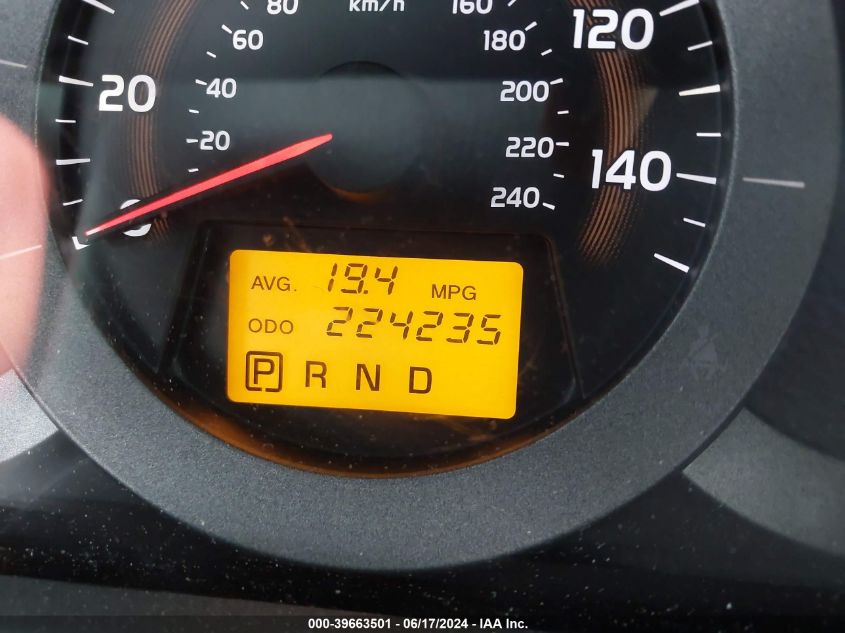 80 km/h 160
60 180 120
20 40 200
20 220 140
0 240
AVG. 19.4 MPG
ODO 224235
P R N D
000-39663501 - 06/17/2024 - IAA Inc.